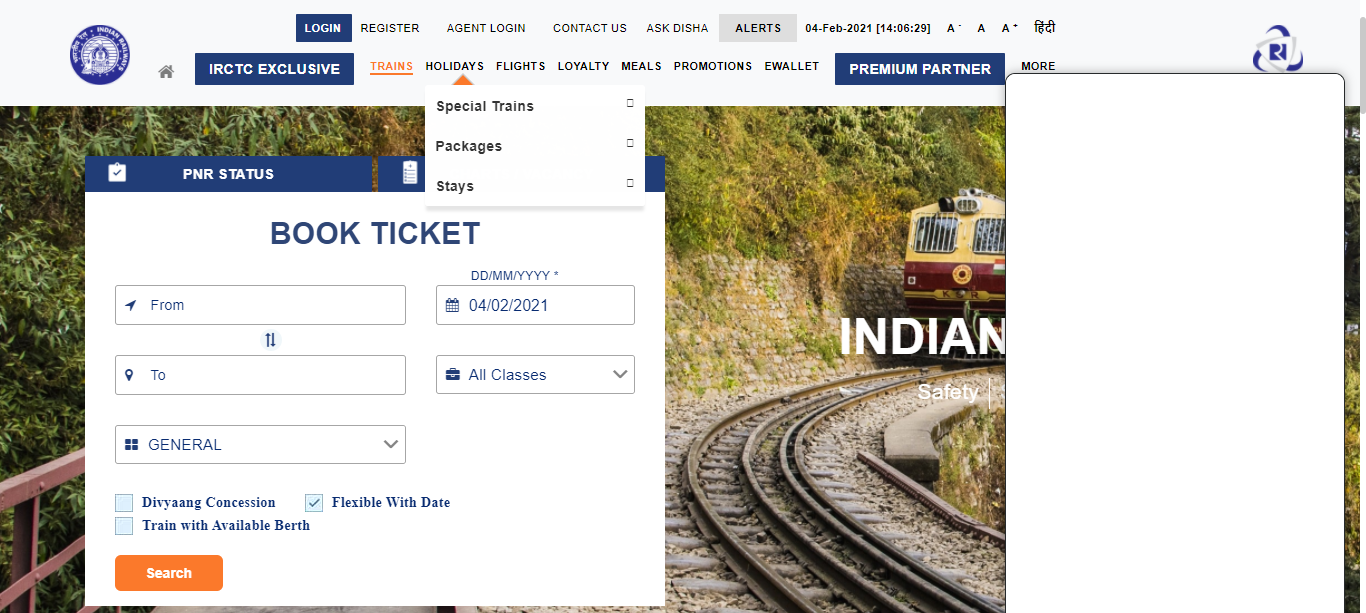 LOGIN REGISTER AGENT LOGIN CONTACT US ASK DISHA ALERTS 04-Feb-2021 [14:06:29] A - A A + हिंदी
INDIAN RAILWAYS
IRCTC EXCLUSIVE TRAINS HOLIDAYS FLIGHTS LOYALTY MEALS PROMOTIONS EWALLET PREMIUM PARTNER MORE
Special Trains
Packages
Stays
PNR STATUS
BOOK TICKET
DD/MM/YYYY *
From
04/02/2021
To
All Classes
GENERAL
Divyaang Concession
Flexible With Date
Train with Available Berth
Search
INDIAN
Safety |